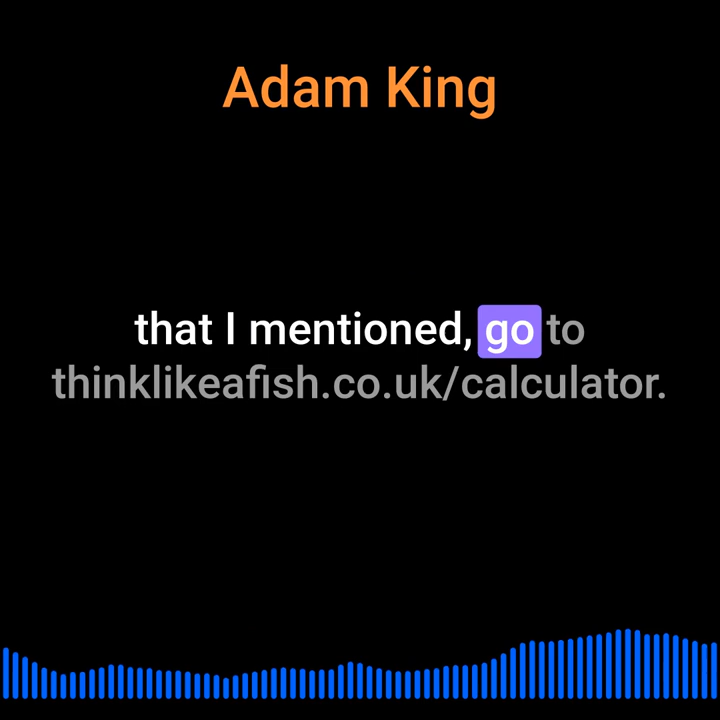 Adam King
that I mentioned, go to
thinklikeafish.co.uk/calculator.